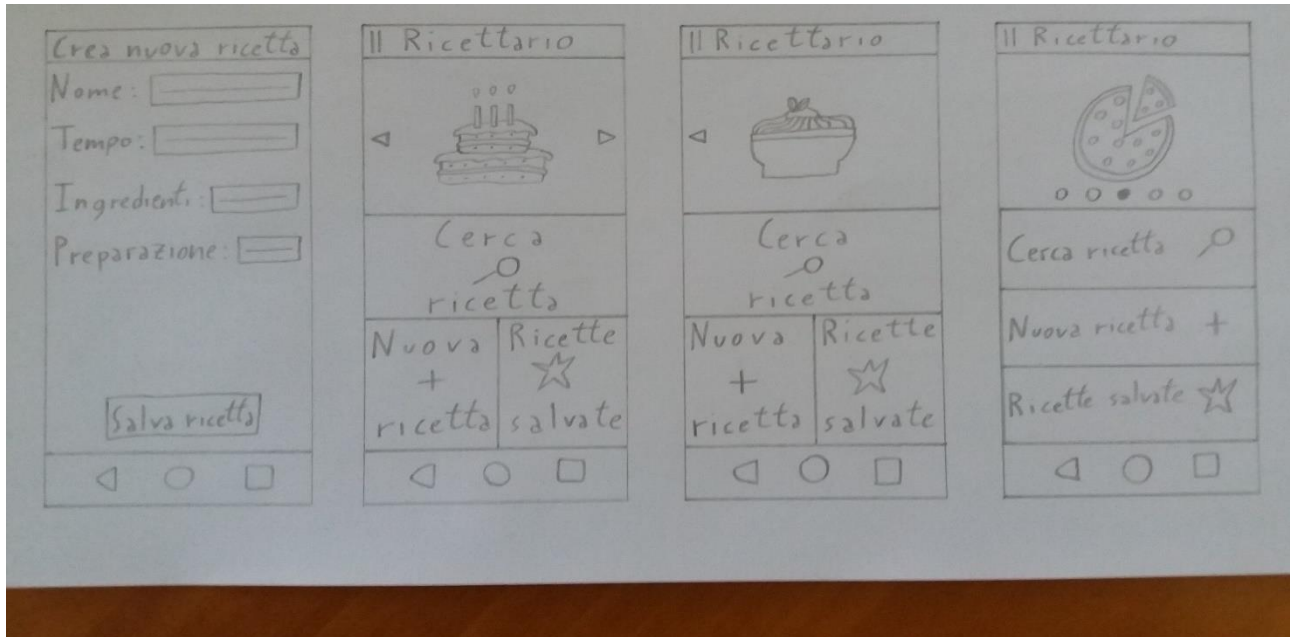 Crea nuova ricetta
Nome:
Tempo:
Ingredienti:
Preparazione:
Salva ricetta
Il Ricettario
Cerca
ricetta
Nuova
ricetta
Ricette
salvate
Il Ricettario
Cerca
ricetta
Nuova
ricetta
Ricette
salvate
Il Ricettario
Cerca ricetta
Nuova ricetta +
Ricette salvate